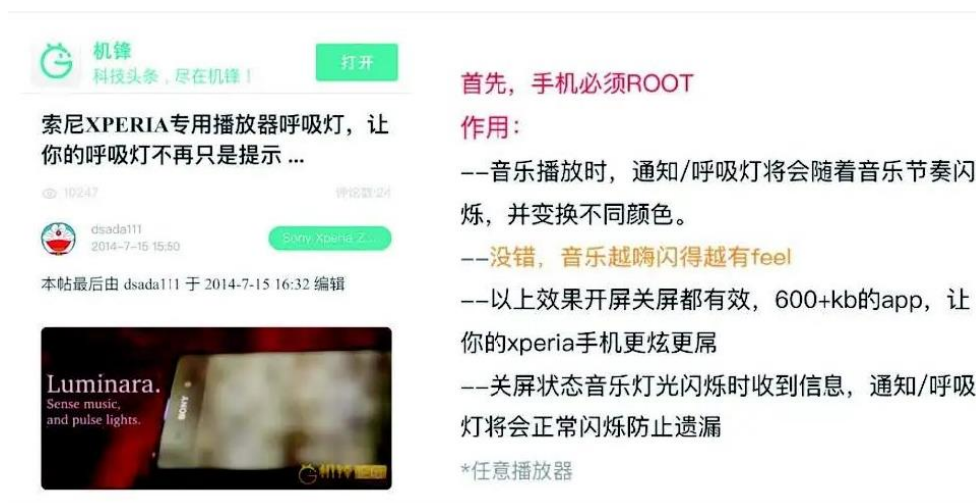 机锋
科技头条，尽在机锋！
打开
索尼XPERIA专用播放器呼吸灯，让
你的呼吸灯不再只是提示 ...
10247
评论数:24
dsada111
2014-7-15 15:50
Sony Xperia Z...
本帖最后由 dsada111 于 2014-7-15 16:32 编辑
Luminara.
Sense music,
and pulse lights.
SONY
机锋论坛
首先，手机必须ROOT
作用：
--音乐播放时，通知/呼吸灯将会随着音乐节奏闪
烁，并变换不同颜色。
--没错，音乐越嗨闪得越有feel
--以上效果开屏关屏都有效，600+kb的app，让
你的xperia手机更炫更屌
--关屏状态音乐灯光闪烁时收到信息，通知/呼吸
灯将会正常闪烁防止遗漏
*任意播放器